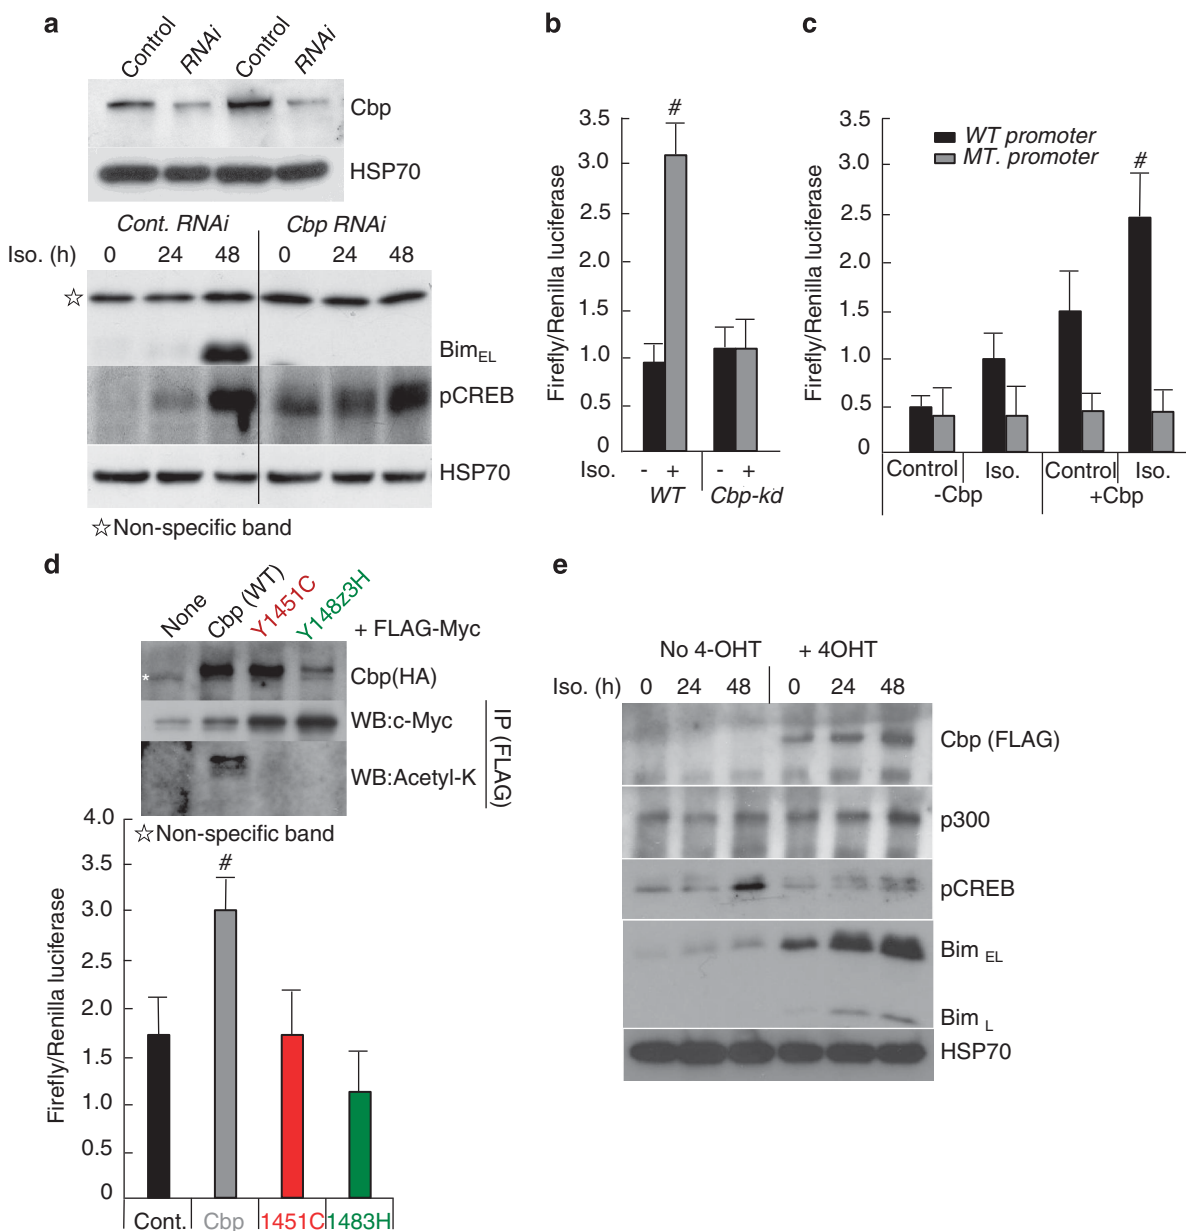 a
Control RNAi Control RNAi
Cbp
HSP70
Cont. RNAi Cbp RNAi
Iso. (h) 0 24 48 0 24 48
☆
BimEL
pCREB
HSP70
☆Non-specific band
b
#
3.5
3.0
2.5
2.0
1.5
1.0
0.5
0
Firefly/Renilla luciferase
Iso. - + - +
WT Cbp-kd
c
WT promoter
MT. promoter
#
3.5
3.0
2.5
2.0
1.5
1.0
0.5
0
Firefly/Renilla luciferase
Control Iso. Control Iso.
-Cbp +Cbp
d
None Cbp (WT) Y1451C Y148z3H + FLAG-Myc
*
Cbp(HA)
WB:c-Myc
WB:Acetyl-K
IP (FLAG)
☆Non-specific band
#
4.0
3.5
3.0
2.5
2.0
1.5
1.0
0.5
0
Firefly/Renilla luciferase
Cont. Cbp 1451C 1483H
e
No 4-OHT + 4OHT
Iso. (h) 0 24 48 0 24 48
Cbp (FLAG)
p300
pCREB
Bim EL
Bim L
HSP70